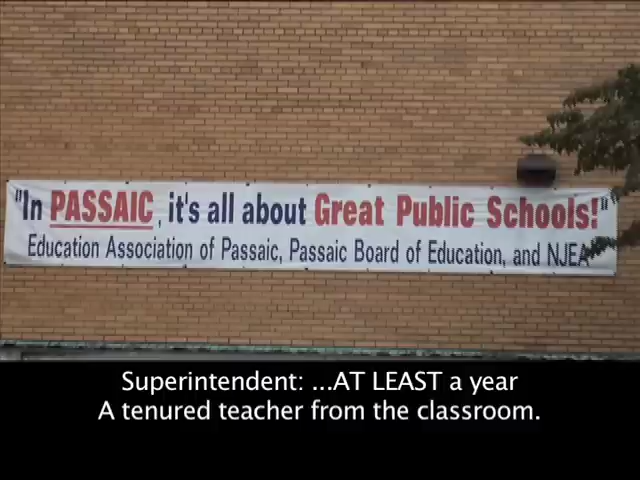 "In PASSAIC, it's all about Great Public Schools!"
Education Association of Passaic, Passaic Board of Education, and NJEA
Superintendent: ...AT LEAST a year
A tenured teacher from the classroom.